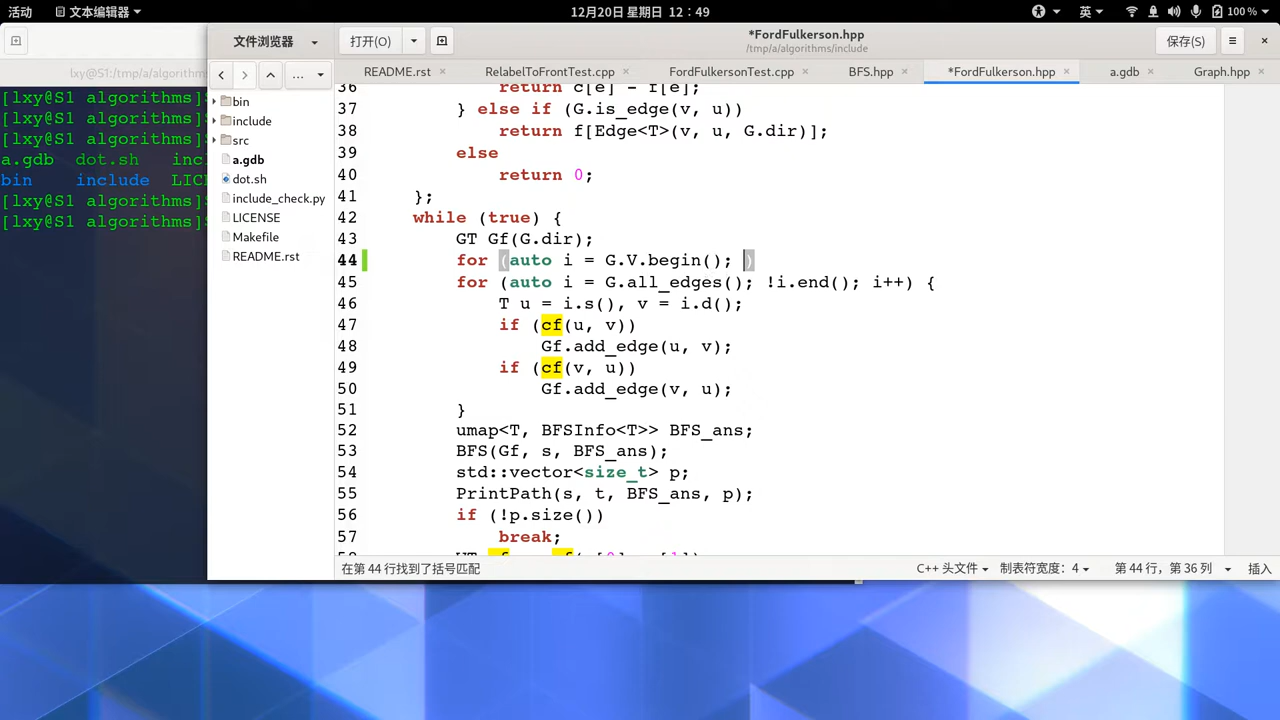 活动 文本编辑器 12月20日 星期日 12：49 英 100 %
文件浏览器 打开(O) *FordFulkerson.hpp 保存(S)
/tmp/a/algorithms/include
lxy@S1:/tmp/a/algorithms
README.rst RelabelToFrontTest.cpp FordFulkersonTest.cpp BFS.hpp *FordFulkerson.hpp a.gdb Graph.hpp
...
[lxy@S1 algorithms]
[lxy@S1 algorithms]
[lxy@S1 algorithms]
a.gdb dot.sh incl
bin include LICE
[lxy@S1 algorithms]
[lxy@S1 algorithms]
bin
include
src
a.gdb
dot.sh
include_check.py
LICENSE
Makefile
README.rst
36 return c[e] - f[e];
37 } else if (G.is_edge(v, u))
38 return f[Edge<T>(v, u, G.dir)];
39 else
40 return 0;
41 };
42 while (true) {
43 GT Gf(G.dir);
44 for (auto i = G.V.begin(); )
45 for (auto i = G.all_edges(); !i.end(); i++) {
46 T u = i.s(), v = i.d();
47 if (cf(u, v))
48 Gf.add_edge(u, v);
49 if (cf(v, u))
50 Gf.add_edge(v, u);
51 }
52 umap<T, BFSInfo<T>> BFS_ans;
53 BFS(Gf, s, BFS_ans);
54 std::vector<size_t> p;
55 PrintPath(s, t, BFS_ans, p);
56 if (!p.size())
57 break;
在第 44 行找到了括号匹配 C++ 头文件 制表符宽度：4 第 44 行，第 36 列 插入